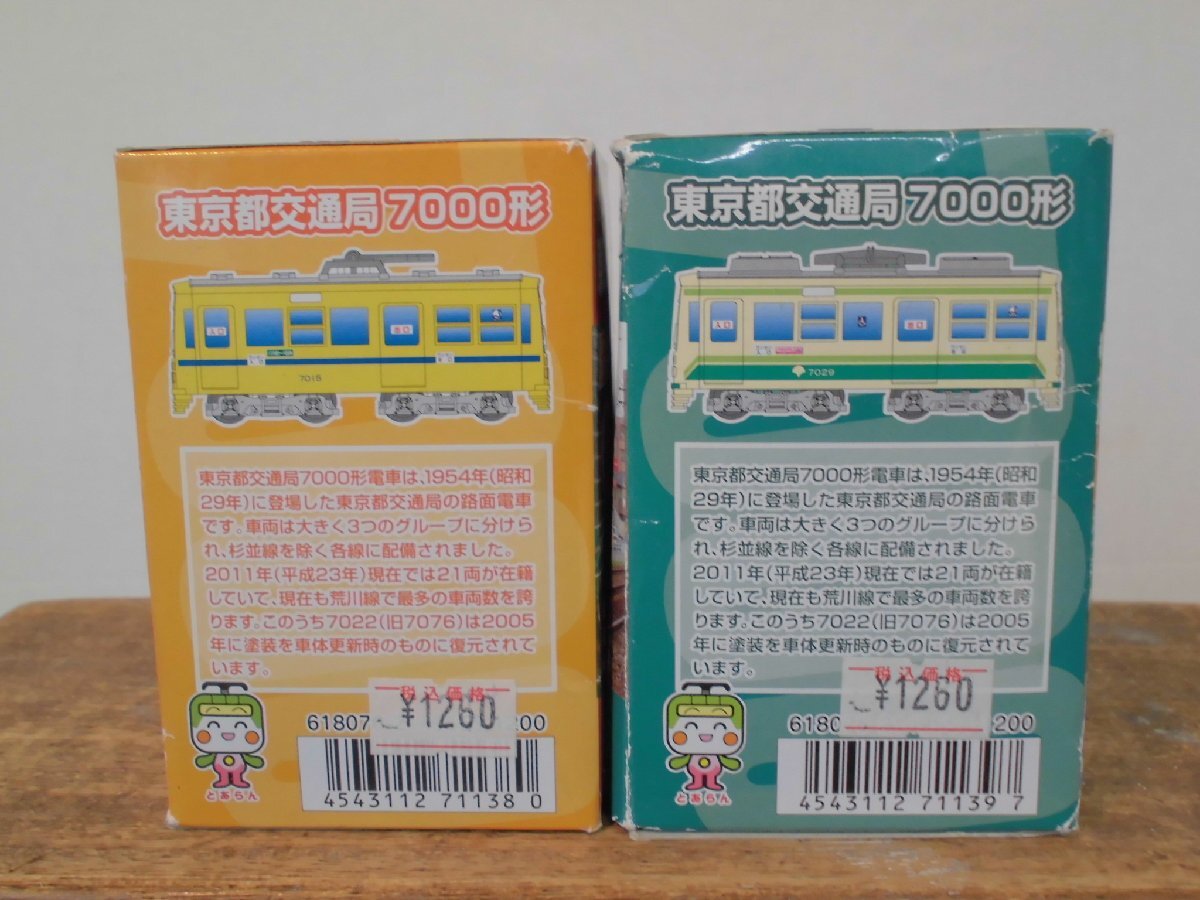 東京都交通局 7000形
入口
出口
7015
東京都交通局7000形電車は、1954年(昭和
29年)に登場した東京都交通局の路面電車
です。車両は大きく3つのグループに分けら
れ、杉並線を除く各線に配備されました。
2011年(平成23年)現在では21両が在籍
していて、現在も荒川線で最多の車両数を誇
ります。このうち7022(旧7076)は2005
年に塗装を車体更新時のものに復元されて
います。
税込価格
¥1260
61807
200
とあらん
4543112 711380
東京都交通局 7000形
入口
出口
7029
東京都交通局7000形電車は、1954年(昭和
29年)に登場した東京都交通局の路面電車
です。車両は大きく3つのグループに分けら
れ、杉並線を除く各線に配備されました。
2011年(平成23年)現在では21両が在籍
していて、現在も荒川線で最多の車両数を誇
ります。このうち7022(旧7076)は2005
年に塗装を車体更新時のものに復元されて
います。
税込価格
¥1260
6180
200
とあらん
4543112 711397